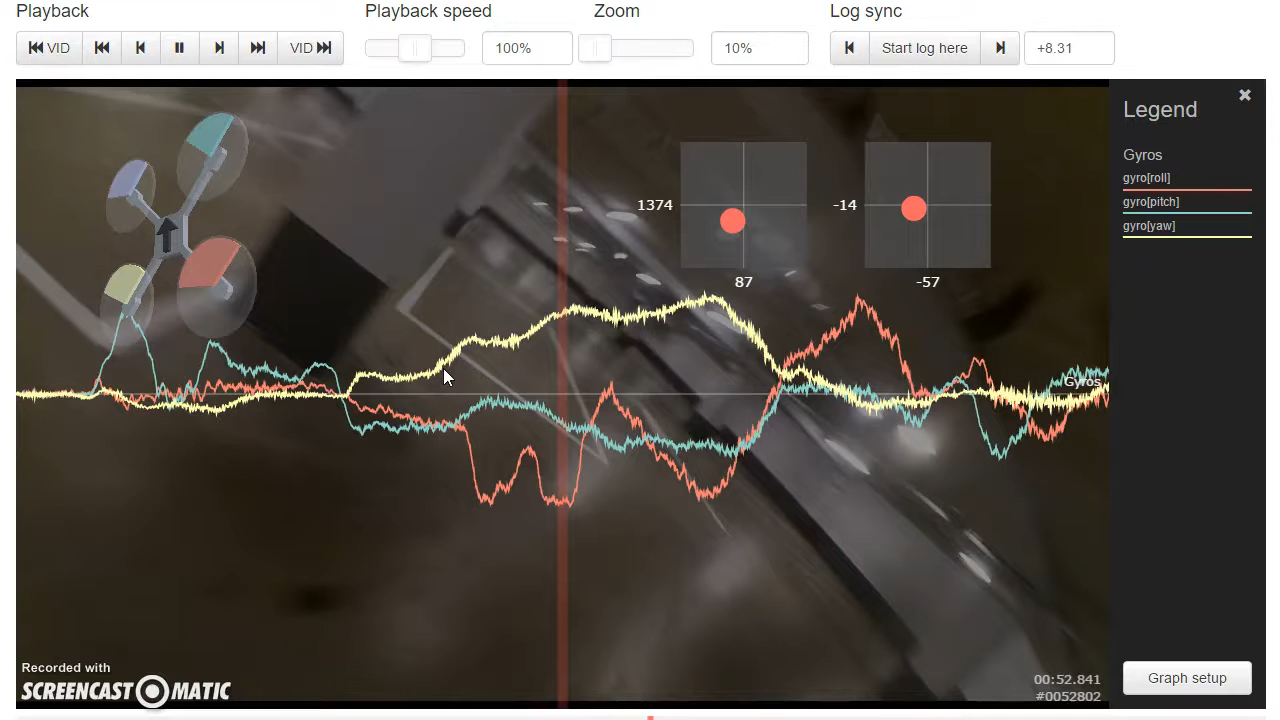 Playback
Playback speed
Zoom
Log sync
VID
VID
100%
10%
Start log here
+8.31
Legend
Gyros
gyro[roll]
gyro[pitch]
gyro[yaw]
1374
87
-14
-57
Gyros
Recorded with
SCREENCAST-O-MATIC
00:52.841
#0052802
Graph setup